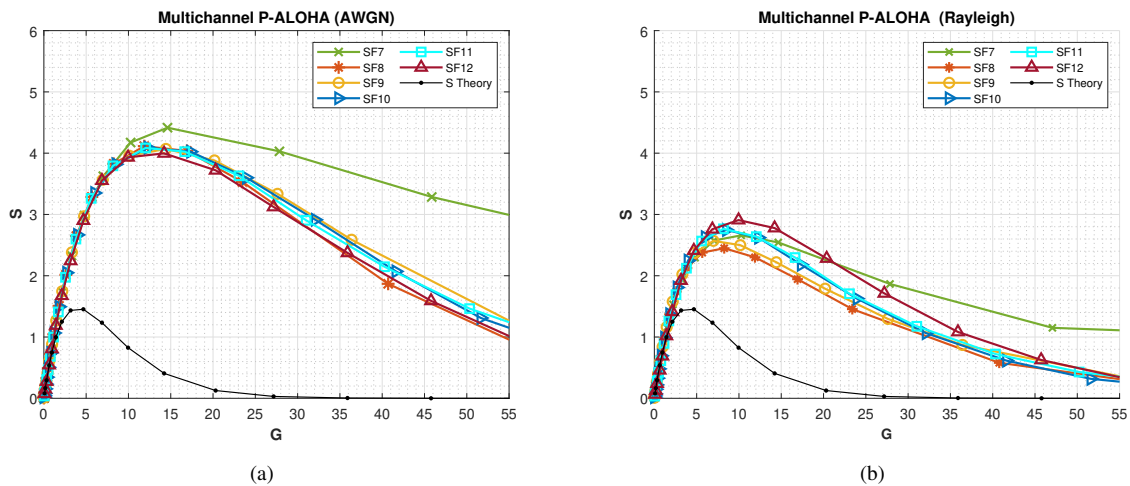 Multichannel P-ALOHA (AWGN)
S
6
5
4
3
2
1
0
SF7
SF8
SF9
SF10
SF11
SF12
S Theory
0 5 10 15 20 25 30 35 40 45 50 55
G
(a)
Multichannel P-ALOHA (Rayleigh)
S
6
5
4
3
2
1
0
SF7
SF8
SF9
SF10
SF11
SF12
S Theory
0 5 10 15 20 25 30 35 40 45 50 55
G
(b)